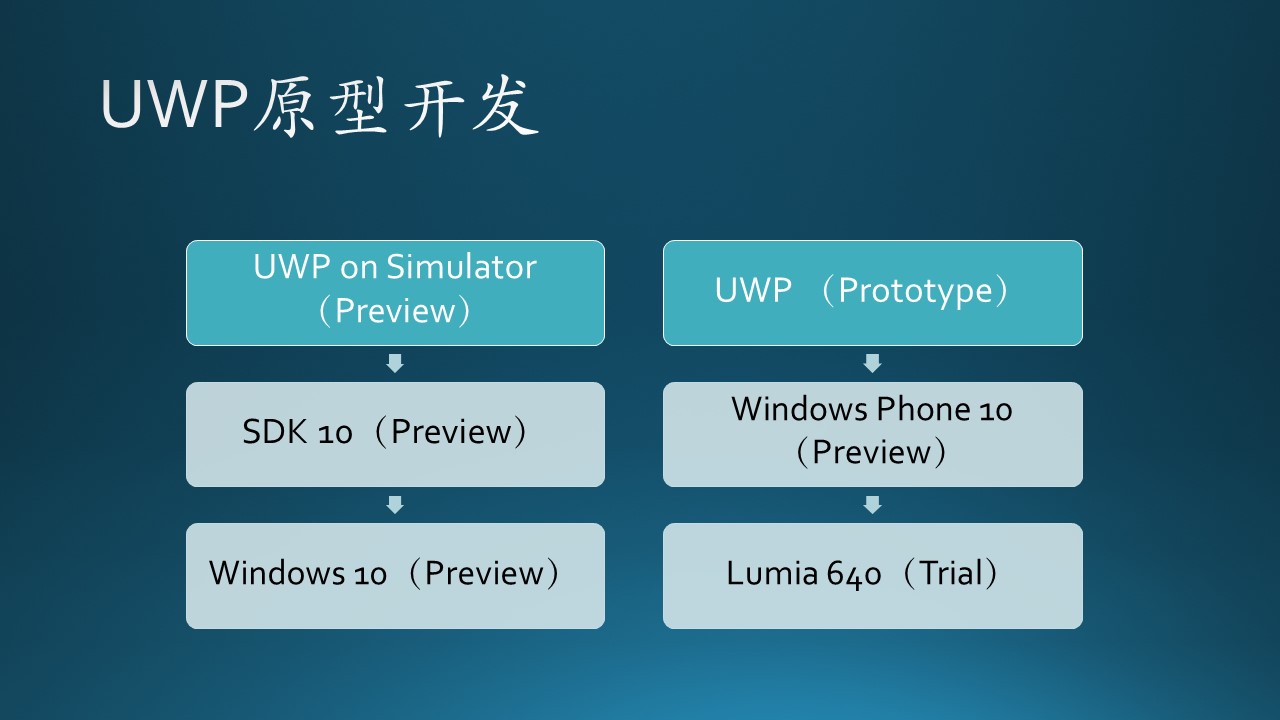 UWP原型开发
UWP on Simulator
（Preview）
SDK 10（Preview）
Windows 10（Preview）
UWP （Prototype）
Windows Phone 10
（Preview）
Lumia 640（Trial）